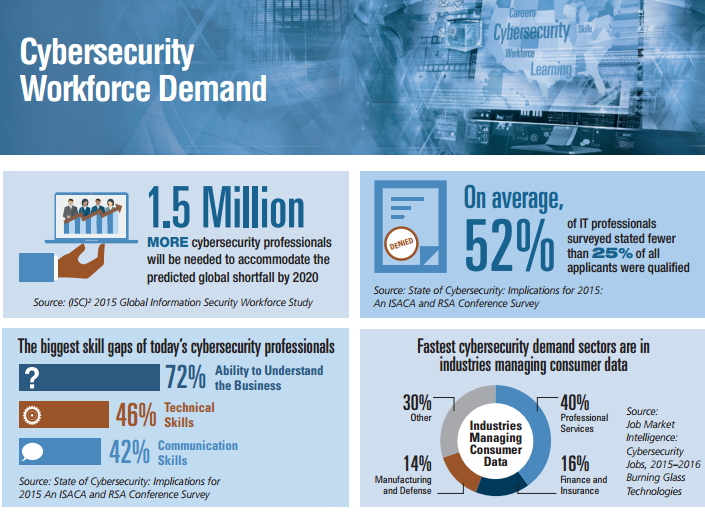 Cybersecurity
Workforce Demand
Careers
Cybersecurity
Skills
Workforce
Learning
1.5 Million
MORE cybersecurity professionals
will be needed to accommodate the
predicted global shortfall by 2020
Source: (ISC)² 2015 Global Information Security Workforce Study
DENIED
On average,
52%
of IT professionals
surveyed stated fewer
than 25% of all
applicants were qualified
Source: State of Cybersecurity: Implications for 2015:
An ISACA and RSA Conference Survey
The biggest skill gaps of today's cybersecurity professionals
?
72% Ability to Understand
the Business
46% Technical
Skills
42% Communication
Skills
Source: State of Cybersecurity: Implications for
2015 An ISACA and RSA Conference Survey
Fastest cybersecurity demand sectors are in
industries managing consumer data
30%
Other
40%
Professional
Services
Industries
Managing
Consumer
Data
14%
Manufacturing
and Defense
16%
Finance and
Insurance
Source:
Job Market
Intelligence:
Cybersecurity
Jobs, 2015–2016
Burning Glass
Technologies